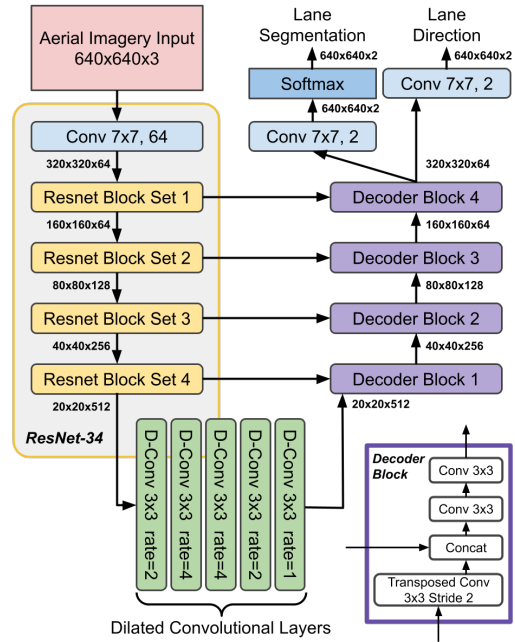 Aerial Imagery Input
640x640x3
Conv 7x7, 64
320x320x64
Resnet Block Set 1
160x160x64
Resnet Block Set 2
80x80x128
Resnet Block Set 3
40x40x256
Resnet Block Set 4
20x20x512
ResNet-34
D-Conv 3x3 rate=2
D-Conv 3x3 rate=4
D-Conv 3x3 rate=4
D-Conv 3x3 rate=2
D-Conv 3x3 rate=1
Dilated Convolutional Layers
Lane
Segmentation
640x640x2
Softmax
640x640x2
Conv 7x7, 2
Lane
Direction
640x640x2
Conv 7x7, 2
320x320x64
Decoder Block 4
160x160x64
Decoder Block 3
80x80x128
Decoder Block 2
40x40x256
Decoder Block 1
20x20x512
Decoder
Block
Conv 3x3
Conv 3x3
Concat
Transposed Conv
3x3 Stride 2